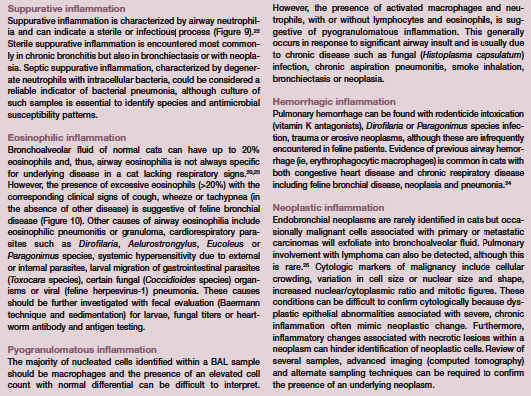 Suppurative inflammation
Suppurative inflammation is characterized by airway neutrophil-
ia and can indicate a sterile or infectious process (Figure 9).22
Sterile suppurative inflammation is encountered most common-
ly in chronic bronchitis but also in bronchiectasis or with neopla-
sia. Septic suppurative inflammation, characterized by degener-
ate neutrophils with intracellular bacteria, could be considered a
reliable indicator of bacterial pneumonia, although culture of
such samples is essential to identify species and antimicrobial
susceptibility patterns.
Eosinophilic inflammation
Bronchoalveolar fluid of normal cats can have up to 20%
eosinophils and, thus, airway eosinophilia is not always specific
for underlying disease in a cat lacking respiratory signs.20,23
However, the presence of excessive eosinophils (>20%) with the
corresponding clinical signs of cough, wheeze or tachypnea (in
the absence of other disease) is suggestive of feline bronchial
disease (Figure 10). Other causes of airway eosinophilia include
eosinophilic pneumonitis or granuloma, cardiorespiratory para-
sites such as Dirofilaria, Aelurostrongylus, Eucoleus or
Paragonimus species, systemic hypersensitivity due to external
or internal parasites, larval migration of gastrointestinal parasites
(Toxocara species), certain fungal (Coccidioides species) organ-
isms or viral (feline herpesvirus-1) pneumonia. These causes
should be further investigated with fecal evaluation (Baermann
technique and sedimentation) for larvae, fungal titers or heart-
worm antibody and antigen testing.
Pyogranulomatous inflammation
The majority of nucleated cells identified within a BAL sample
should be macrophages and the presence of an elevated cell
count with normal differential can be difficult to interpret.
However, the presence of activated macrophages and neu-
trophils, with or without lymphocytes and eosinophils, is sug-
gestive of pyogranulomatous inflammation. This generally
occurs in response to significant airway insult and is usually due
to chronic disease such as fungal (Histoplasma capsulatum)
infection, chronic aspiration pneumonitis, smoke inhalation,
bronchiectasis or neoplasia.
Hemorrhagic inflammation
Pulmonary hemorrhage can be found with rodenticide intoxication
(vitamin K antagonists), Dirofilaria or Paragonimus species infec-
tion, trauma or erosive neoplasms, although these are infrequently
encountered in feline patients. Evidence of previous airway hemor-
rhage (ie, erythrophagocytic macrophages) is common in cats with
both congestive heart disease and chronic respiratory disease
including feline bronchial disease, neoplasia and pneumonia.24
Neoplastic inflammation
Endobronchial neoplasms are rarely identified in cats but occa-
sionally malignant cells associated with primary or metastatic
carcinomas will exfoliate into bronchoalveolar fluid. Pulmonary
involvement with lymphoma can also be detected, although this
is rare.25 Cytologic markers of malignancy include cellular
crowding, variation in cell size or nuclear size and shape,
increased nuclear/cytoplasmic ratio and mitotic figures. These
conditions can be difficult to confirm cytologically because dys-
plastic epithelial abnormalities associated with severe, chronic
inflammation often mimic neoplastic change. Furthermore,
inflammatory changes associated with necrotic lesions within a
neoplasm can hinder identification of neoplastic cells. Review of
several samples, advanced imaging (computed tomography)
and alternate sampling techniques can be required to confirm
the presence of an underlying neoplasm.